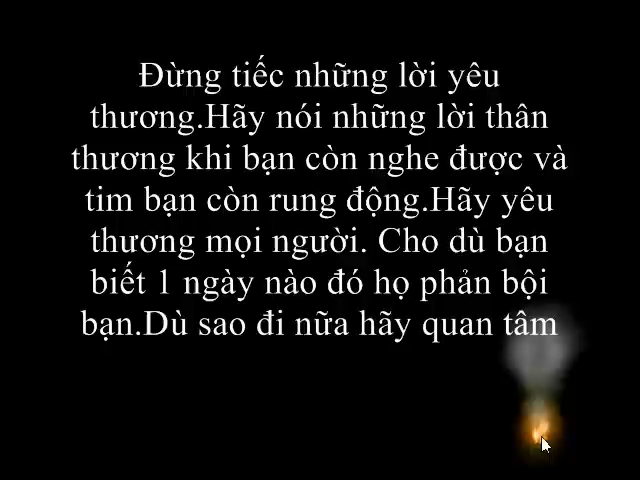 Đừng tiếc những lời yêu
thương.Hãy nói những lời thân
thương khi bạn còn nghe được và
tim bạn còn rung động.Hãy yêu
thương mọi người. Cho dù bạn
biết 1 ngày nào đó họ phản bội
bạn.Dù sao đi nữa hãy quan tâm